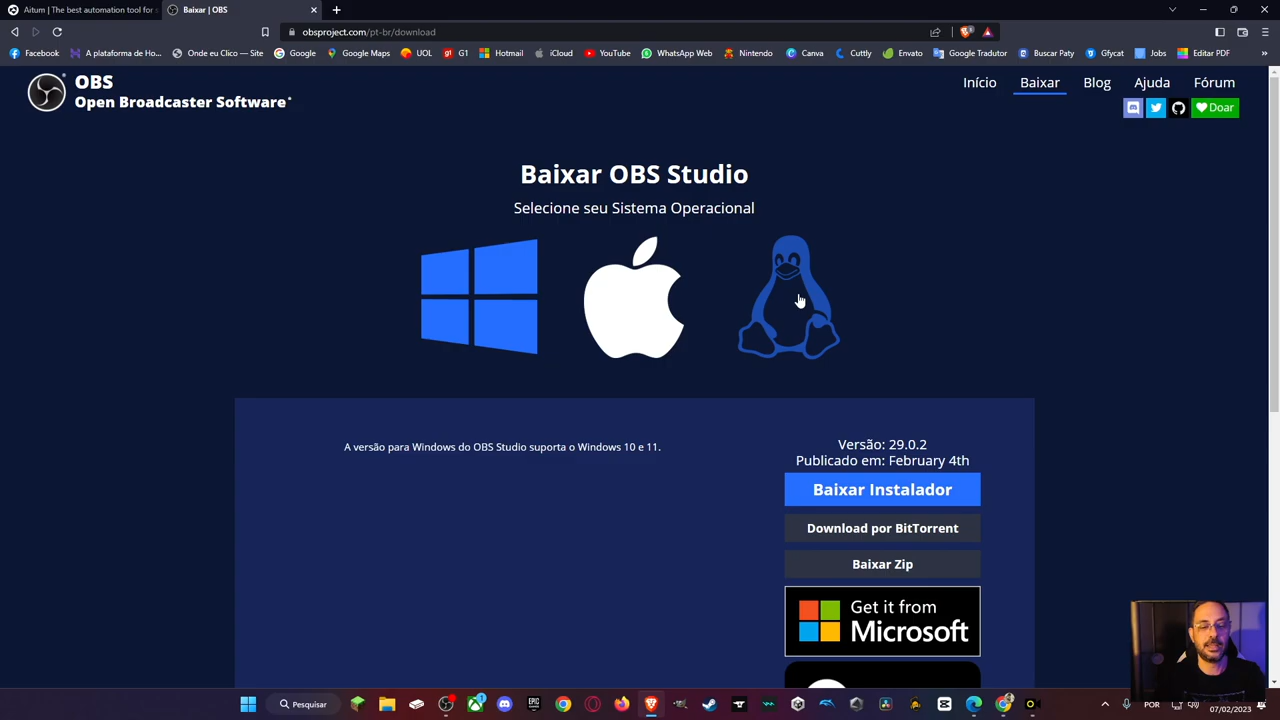 Aitum | The best automation tool for s
Baixar | OBS
obsproject.com/pt-br/download
Facebook
A plataforma de Ho...
Onde eu Clico — Site
Google
Google Maps
UOL
G1
Hotmail
iCloud
YouTube
WhatsApp Web
Nintendo
Canva
Cuttly
Envato
Google Tradutor
Buscar Paty
Gfycat
Jobs
Editar PDF
OBS
Open Broadcaster Software
Início
Baixar
Blog
Ajuda
Fórum
Doar
Baixar OBS Studio
Selecione seu Sistema Operacional
A versão para Windows do OBS Studio suporta o Windows 10 e 11.
Versão: 29.0.2
Publicado em: February 4th
Baixar Instalador
Download por BitTorrent
Baixar Zip
Get it from
Microsoft
Pesquisar
EPIC
POR
07/02/2023